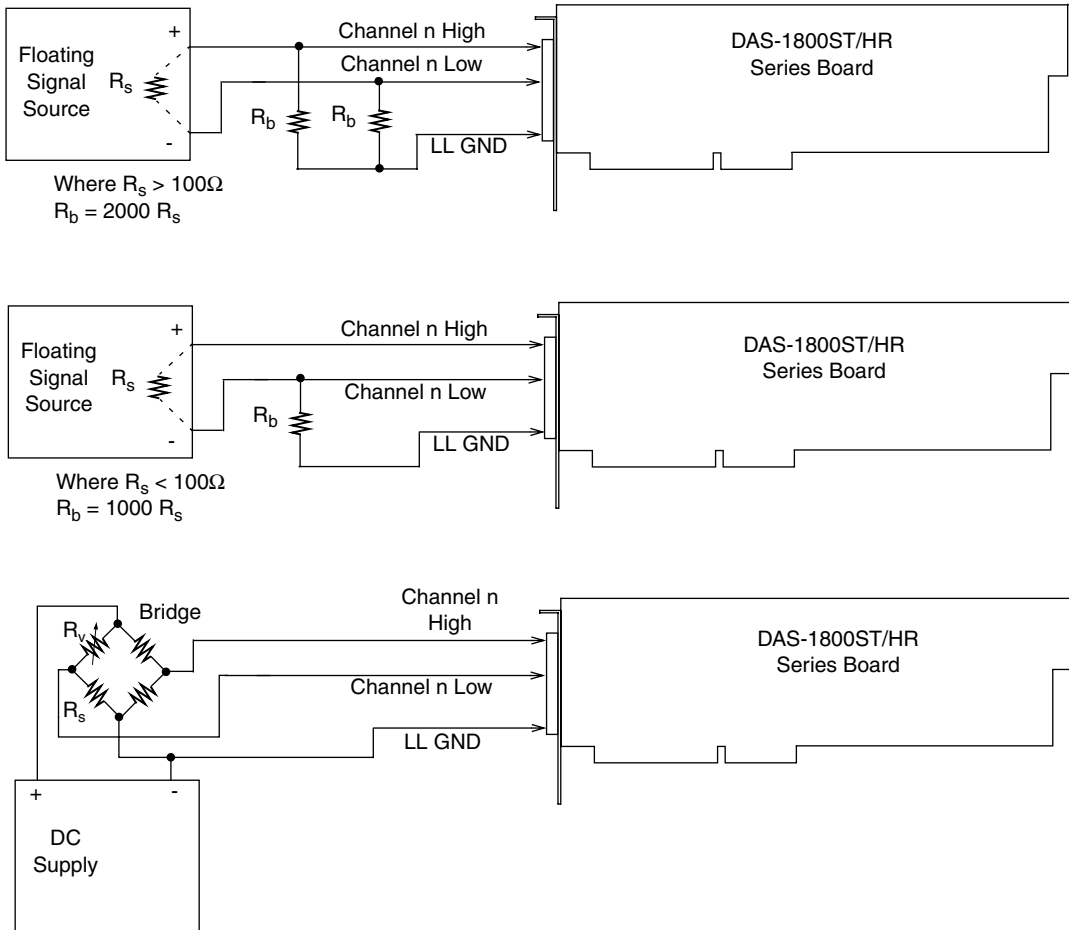 +
Channel n High
DAS-1800ST/HR
Series Board
Floating
Signal
Source
Rs
Channel n Low
Rb
Rb
-
LL GND
Where Rs > 100Ω
Rb = 2000 Rs
+
Channel n High
DAS-1800ST/HR
Series Board
Floating
Signal
Source
Rs
Channel n Low
Rb
-
LL GND
Where Rs < 100Ω
Rb = 1000 Rs
Channel n
High
Bridge
Rv
DAS-1800ST/HR
Series Board
Channel n Low
Rs
LL GND
+
-
DC
Supply